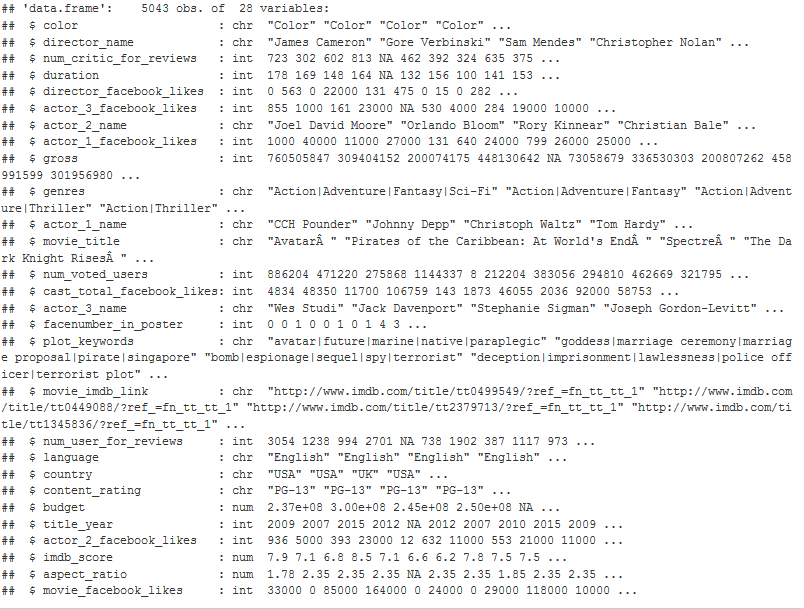 ## 'data.frame':    5043 obs. of  28 variables:
##  $ color                    : chr  "Color" "Color" "Color" "Color" ...
##  $ director_name            : chr  "James Cameron" "Gore Verbinski" "Sam Mendes" "Christopher Nolan" ...
##  $ num_critic_for_reviews   : int  723 302 602 813 NA 462 392 324 635 375 ...
##  $ duration                 : int  178 169 148 164 NA 132 156 100 141 153 ...
##  $ director_facebook_likes  : int  0 563 0 22000 131 475 0 15 0 282 ...
##  $ actor_3_facebook_likes   : int  855 1000 161 23000 NA 530 4000 284 19000 10000 ...
##  $ actor_2_name             : chr  "Joel David Moore" "Orlando Bloom" "Rory Kinnear" "Christian Bale" ...
##  $ actor_1_facebook_likes   : int  1000 40000 11000 27000 131 640 24000 799 26000 25000 ...
##  $ gross                    : int  760505847 309404152 200074175 448130642 NA 73058679 336530303 200807262 458
991599 301956980 ...
##  $ genres                   : chr  "Action|Adventure|Fantasy|Sci-Fi" "Action|Adventure|Fantasy" "Action|Advent
ure|Thriller" "Action|Thriller" ...
##  $ actor_1_name             : chr  "CCH Pounder" "Johnny Depp" "Christoph Waltz" "Tom Hardy" ...
##  $ movie_title              : chr  "AvatarÂ " "Pirates of the Caribbean: At World's EndÂ " "SpectreÂ " "The Da
rk Knight RisesÂ " ...
##  $ num_voted_users          : int  886204 471220 275868 1144337 8 212204 383056 294810 462669 321795 ...
##  $ cast_total_facebook_likes: int  4834 48350 11700 106759 143 1873 46055 2036 92000 58753 ...
##  $ actor_3_name             : chr  "Wes Studi" "Jack Davenport" "Stephanie Sigman" "Joseph Gordon-Levitt" ...
##  $ facenumber_in_poster     : int  0 0 1 0 0 1 0 1 4 3 ...
##  $ plot_keywords            : chr  "avatar|future|marine|native|paraplegic" "goddess|marriage ceremony|marriag
e proposal|pirate|singapore" "bomb|espionage|sequel|spy|terrorist" "deception|imprisonment|lawlessness|police off
icer|terrorist plot" ...
##  $ movie_imdb_link          : chr  "http://www.imdb.com/title/tt0499549/?ref_=fn_tt_tt_1" "http://www.imdb.com
/title/tt0449088/?ref_=fn_tt_tt_1" "http://www.imdb.com/title/tt2379713/?ref_=fn_tt_tt_1" "http://www.imdb.com/ti
tle/tt1345836/?ref_=fn_tt_tt_1" ...
##  $ num_user_for_reviews     : int  3054 1238 994 2701 NA 738 1902 387 1117 973 ...
##  $ language                 : chr  "English" "English" "English" "English" ...
##  $ country                  : chr  "USA" "USA" "UK" "USA" ...
##  $ content_rating           : chr  "PG-13" "PG-13" "PG-13" "PG-13" ...
##  $ budget                   : num  2.37e+08 3.00e+08 2.45e+08 2.50e+08 NA ...
##  $ title_year               : int  2009 2007 2015 2012 NA 2012 2007 2010 2015 2009 ...
##  $ actor_2_facebook_likes   : int  936 5000 393 23000 12 632 11000 553 21000 11000 ...
##  $ imdb_score               : num  7.9 7.1 6.8 8.5 7.1 6.6 6.2 7.8 7.5 7.5 ...
##  $ aspect_ratio             : num  1.78 2.35 2.35 2.35 NA 2.35 2.35 1.85 2.35 2.35 ...
##  $ movie_facebook_likes     : int  33000 0 85000 164000 0 24000 0 29000 118000 10000 ...